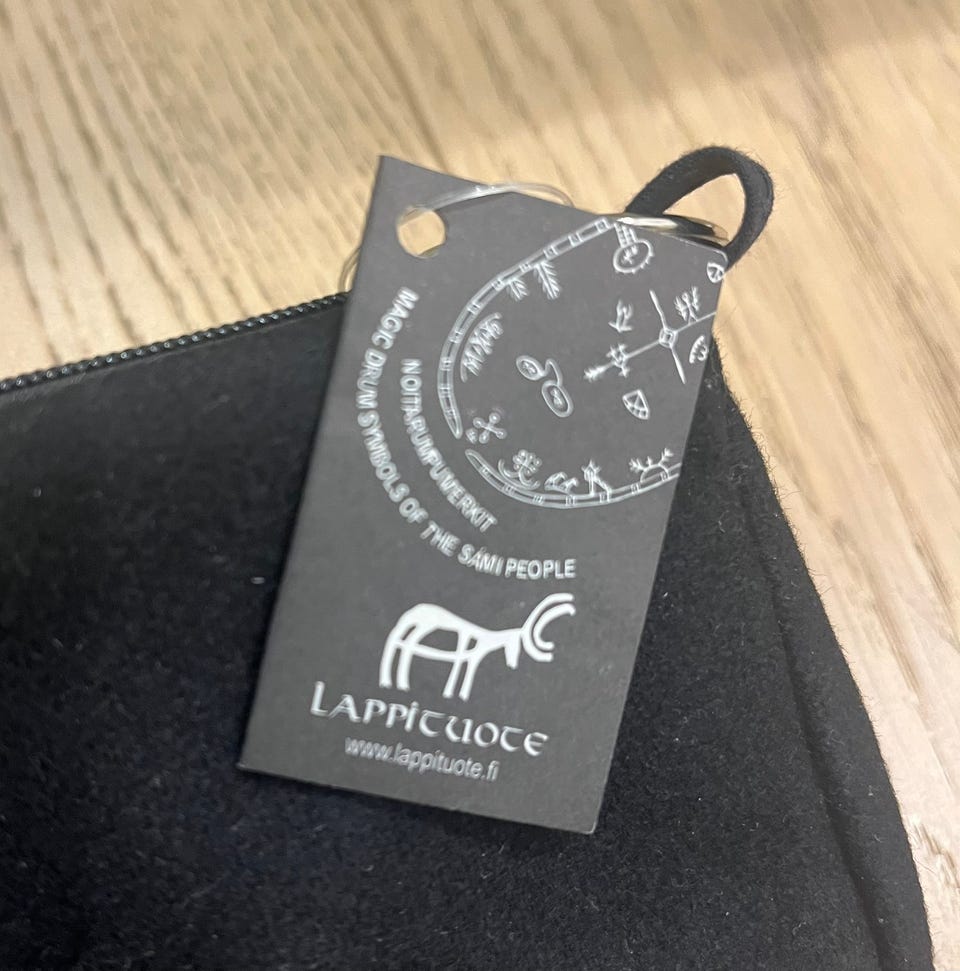 NOITARUMPUMERKIT
MAGIC DRUM SYMBOLS OF THE SÁMI PEOPLE
LAPPITUOTE
www.lappituote.fi